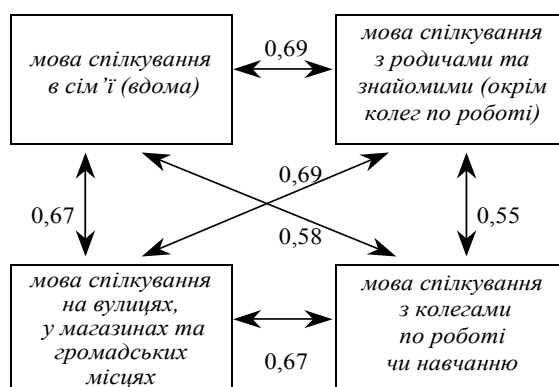 мова спілкування
в сім’ї (вдома)
0,69
мова спілкування
з родичами та
знайомими (окрім
колег по роботі)
0,67
0,69
0,58
0,55
мова спілкування
на вулицях,
у магазинах та
громадських
місцях
0,67
мова спілкування
з колегами
по роботі
чи навчанню